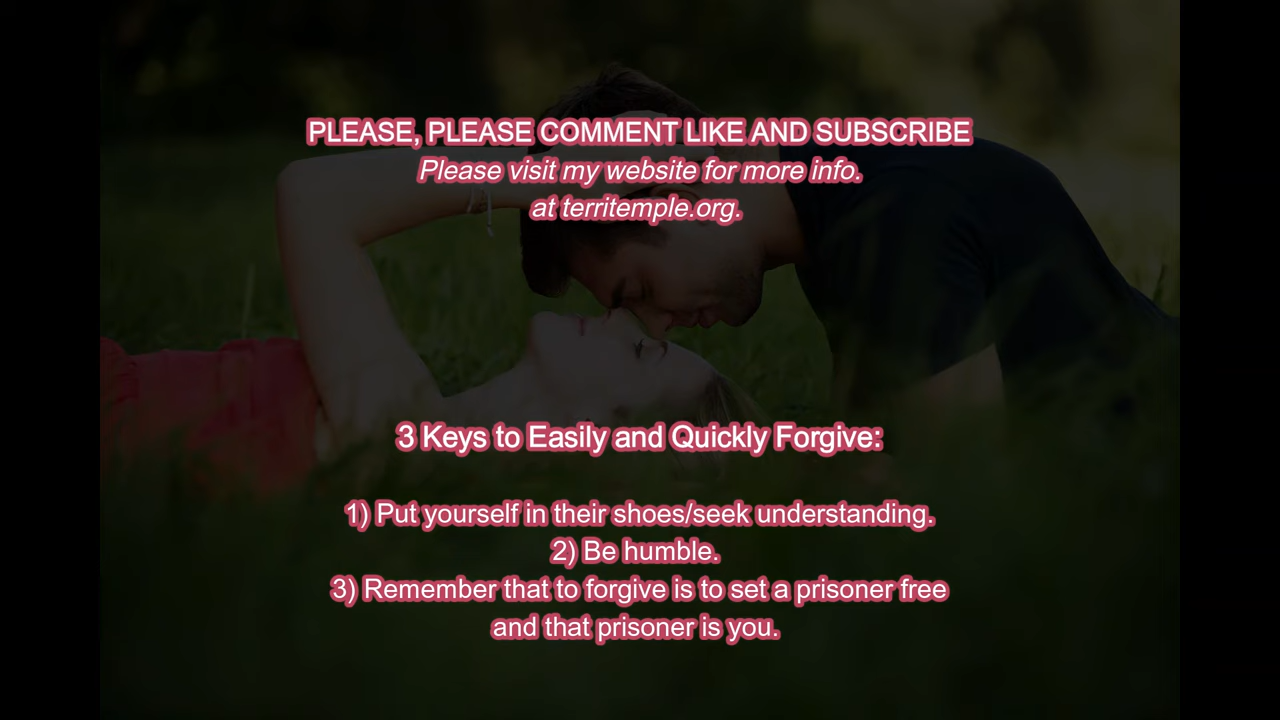 PLEASE, PLEASE COMMENT LIKE AND SUBSCRIBE
Please visit my website for more info.
at territemple.org.
3 Keys to Easily and Quickly Forgive:
1) Put yourself in their shoes/seek understanding.
2) Be humble.
3) Remember that to forgive is to set a prisoner free
and that prisoner is you.